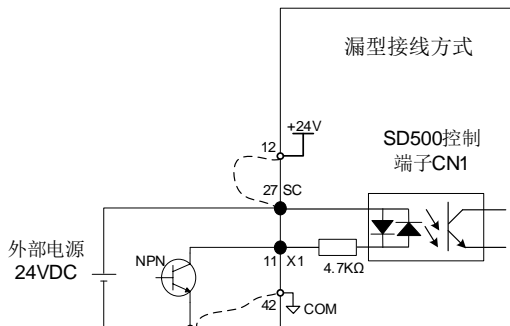 漏型接线方式
+24V
12
SD500控制
端子CN1
27 SC
外部电源
24VDC
NPN
11 X1
4.7KΩ
42
COM